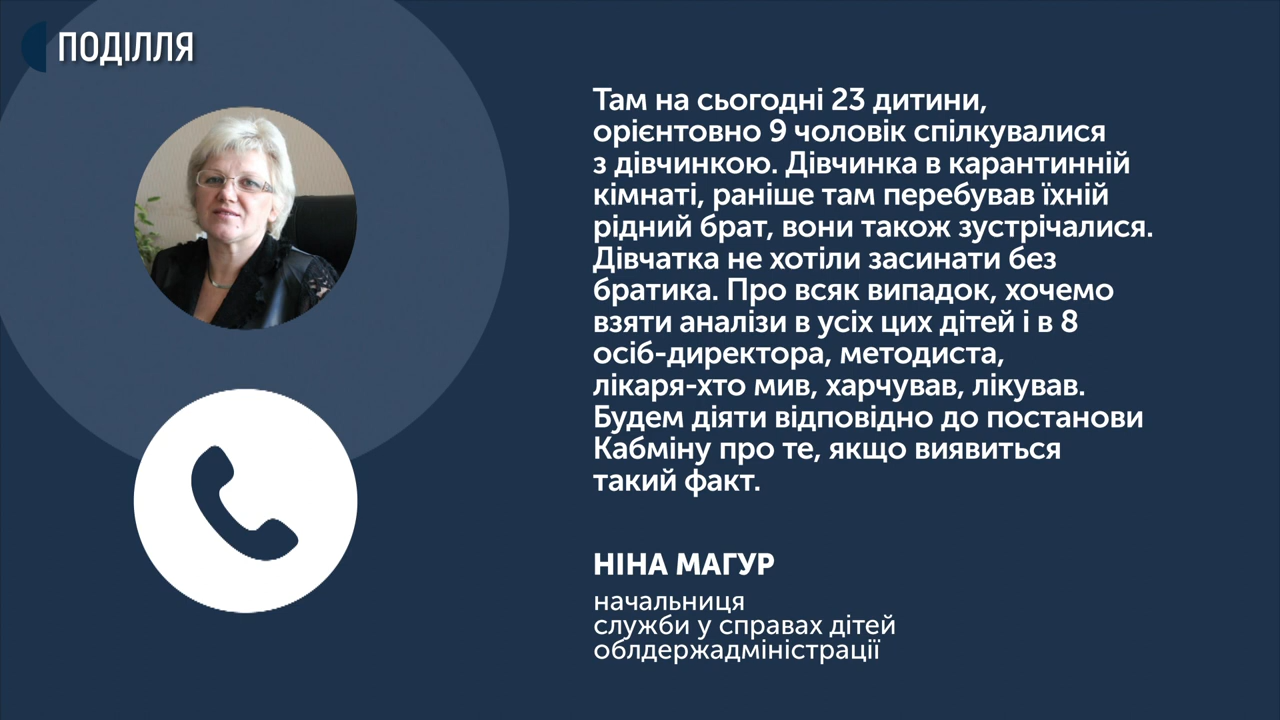 ПОДІЛЛЯ
Там на сьогодні 23 дитини,
орієнтовно 9 чоловік спілкувалися
з дівчинкою. Дівчинка в карантинній
кімнаті, раніше там перебував їхній
рідний брат, вони також зустрічалися.
Дівчатка не хотіли засинати без
братика. Про всяк випадок, хочемо
взяти аналізи в усіх цих дітей і в 8
осіб-директора, методиста,
лікаря-хто мив, харчував, лікував.
Будем діяти відповідно до постанови
Кабміну про те, якщо виявиться
такий факт.
НІНА МАГУР
начальниця
служби у справах дітей
облдержадміністрації